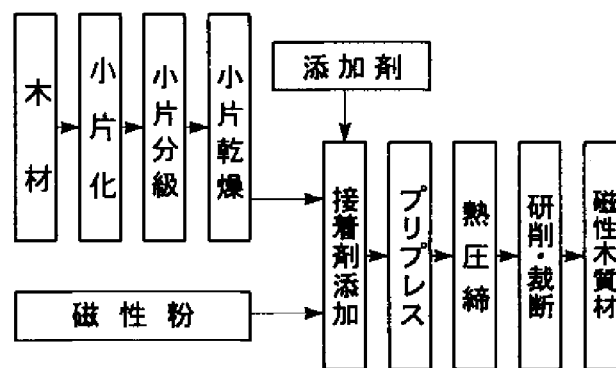 木材
小片化
小片分級
小片乾燥
添加剤
磁性粉
接着剤添加
プリプレス
熱圧締
研削・裁断
磁性木質材